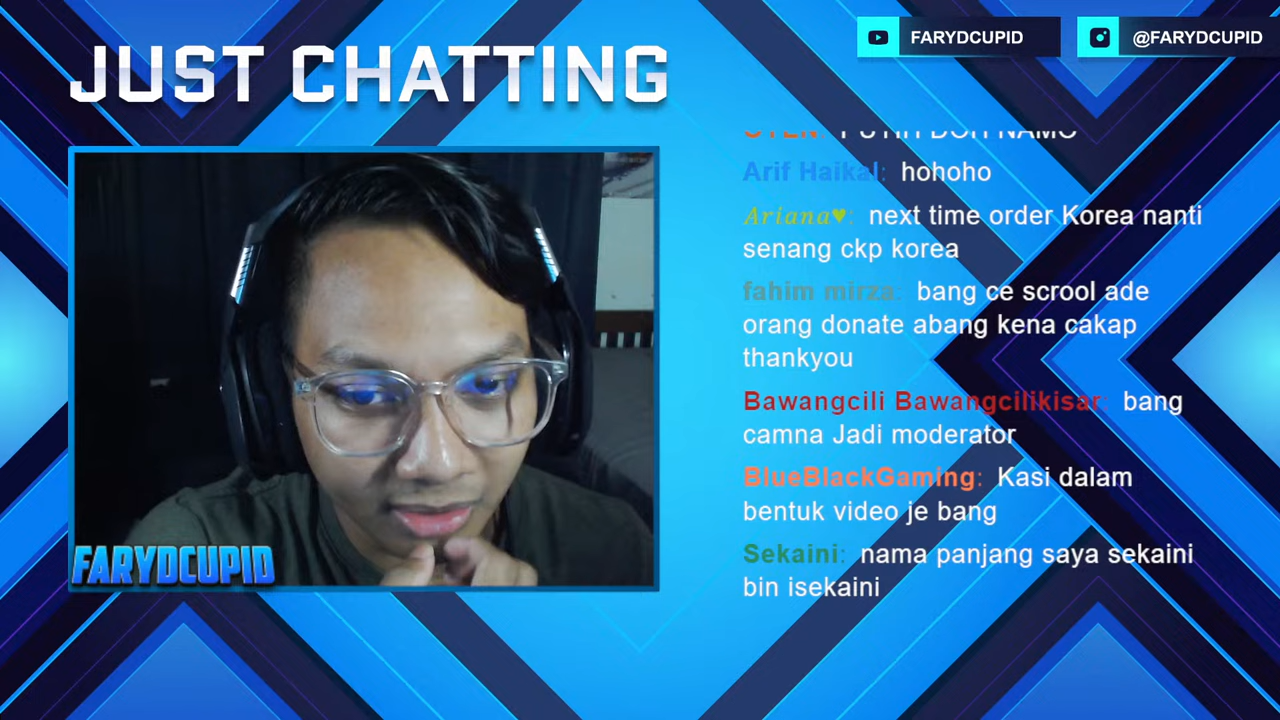 JUST CHATTING
FARYDCUPID
@FARYDCUPID
Arif Haikal: hohoho
Ariana♥: next time order Korea nanti
senang ckp korea
fahim mirza: bang ce scrool ade
orang donate abang kena cakap
thankyou
Bawangcili Bawangcilikisar: bang
camna Jadi moderator
BlueBlackGaming: Kasi dalam
bentuk video je bang
Sekaini: nama panjang saya sekaini
bin isekaini
FARYDCUPID